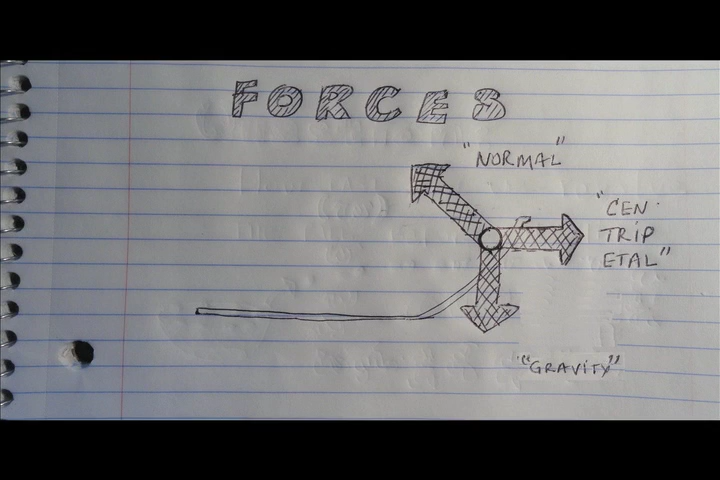 FORCES
"NORMAL"
"CEN
TRIP
ETAL"
"GRAVITY"